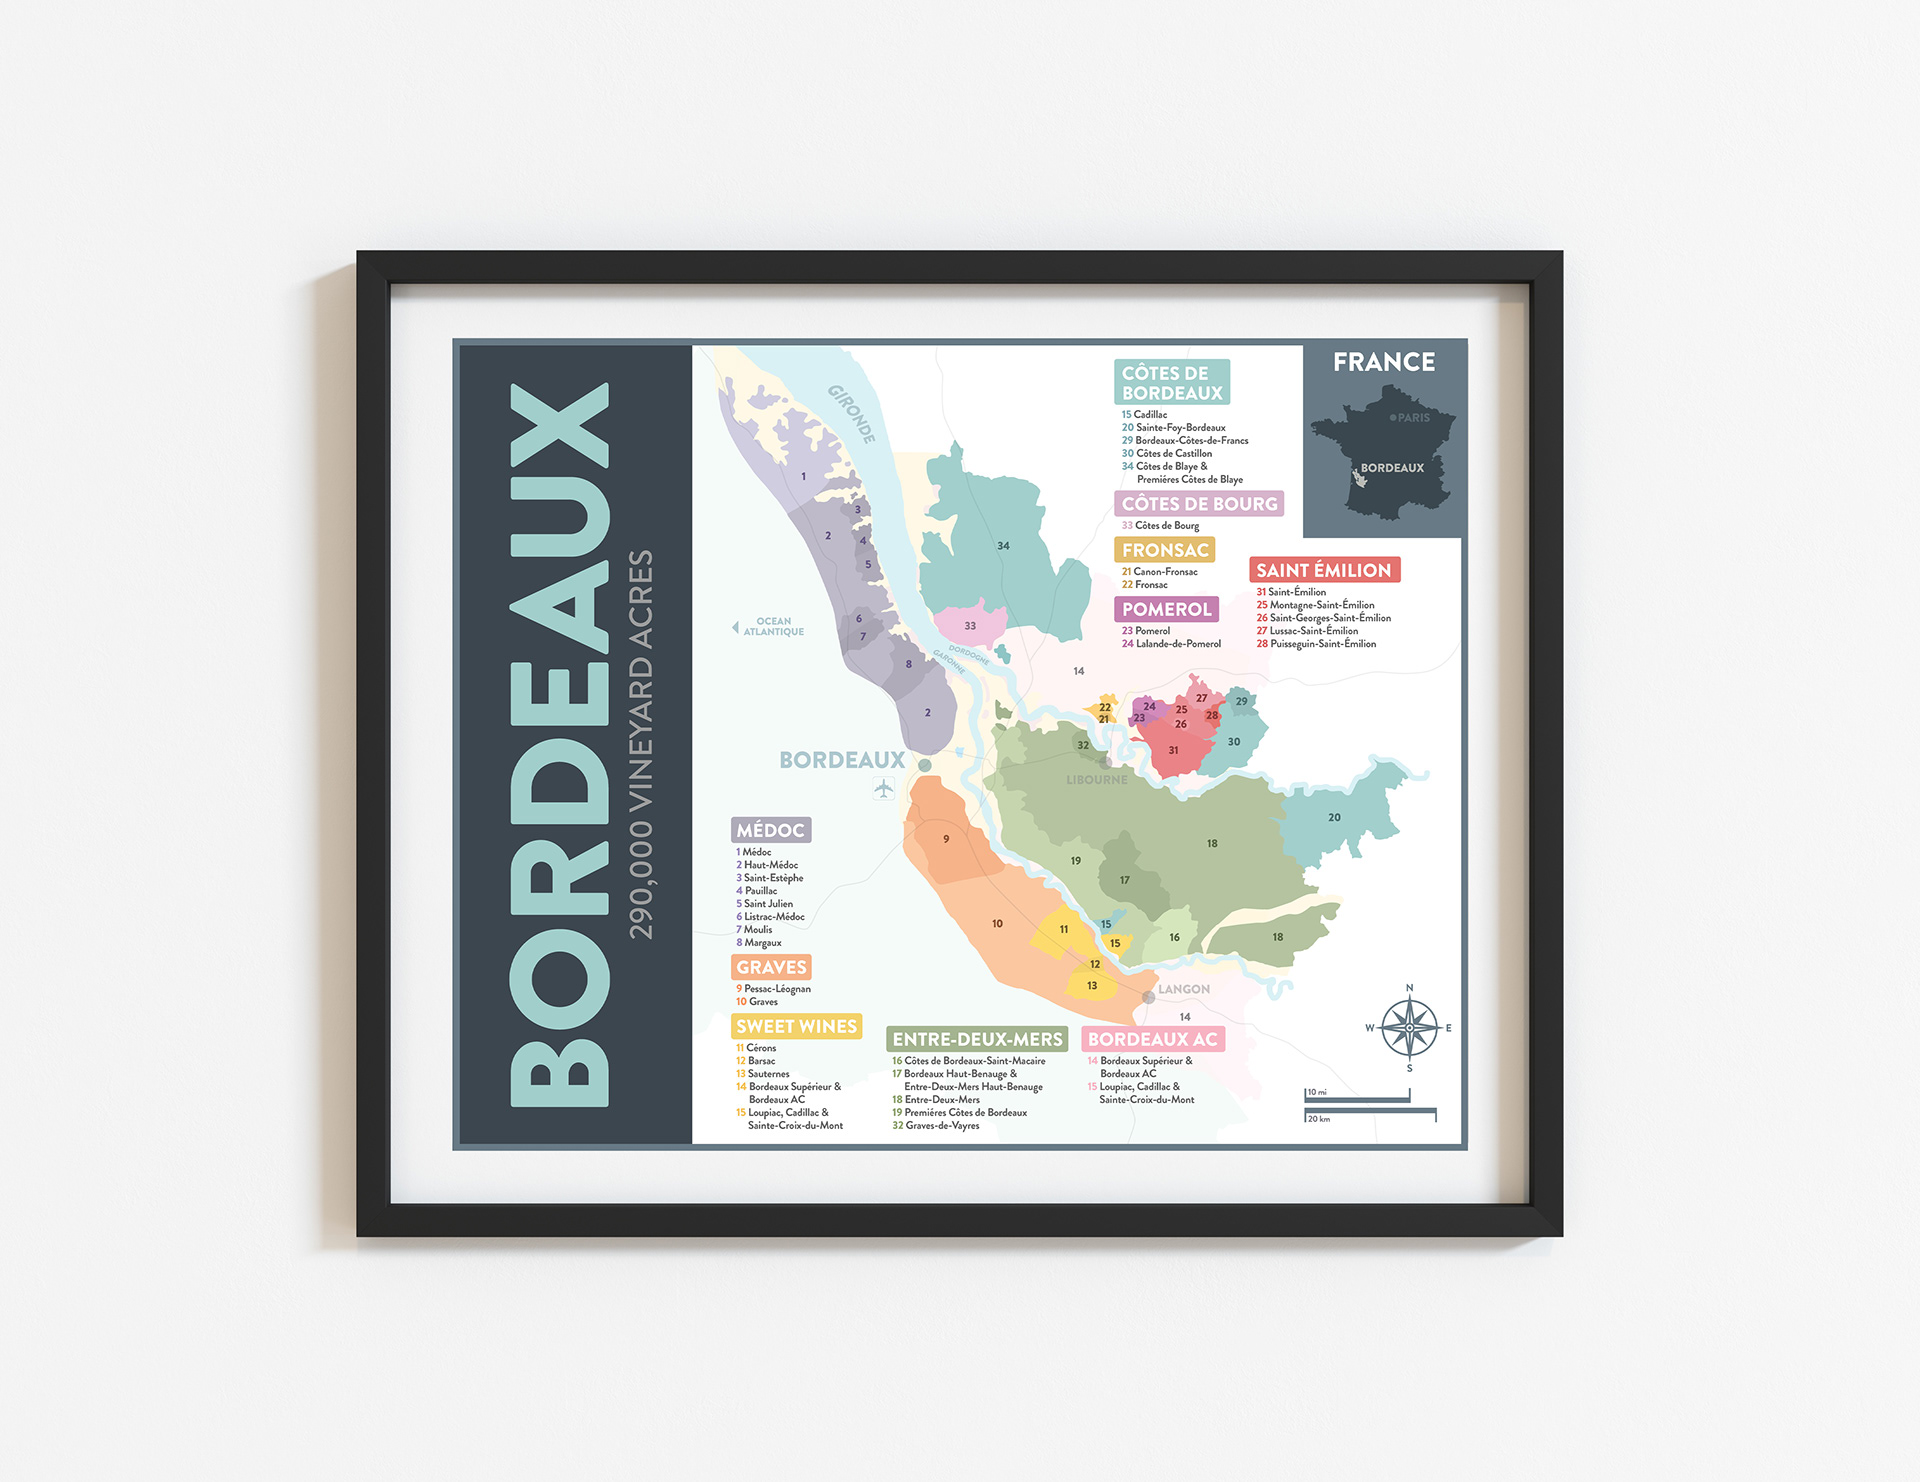 BORDEAUX
290,000 VINEYARD ACRES
GIRONDE
OCEAN
ATLANTIQUE
DORDOGNE
GARONNE
BORDEAUX
LIBOURNE
LANGON
1
2
3
4
5
6
7
8
2
34
33
14
22
21
24
23
27
25
26
28
29
31
30
32
20
18
19
17
9
10
11
15
15
16
18
12
13
14
CÔTES DE
BORDEAUX
15 Cadillac
20 Sainte-Foy-Bordeaux
29 Bordeaux-Côtes-de-Francs
30 Côtes de Castillon
34 Côtes de Blaye &
Premiéres Côtes de Blaye
CÔTES DE BOURG
33 Côtes de Bourg
FRONSAC
21 Canon-Fronsac
22 Fronsac
POMEROL
23 Pomerol
24 Lalande-de-Pomerol
SAINT ÉMILION
31 Saint-Émilion
25 Montagne-Saint-Émilion
26 Saint-Georges-Saint-Émilion
27 Lussac-Saint-Émilion
28 Puisseguin-Saint-Émilion
FRANCE
PARIS
BORDEAUX
MÉDOC
1 Médoc
2 Haut-Médoc
3 Saint-Estèphe
4 Pauillac
5 Saint Julien
6 Listrac-Médoc
7 Moulis
8 Margaux
GRAVES
9 Pessac-Léognan
10 Graves
SWEET WINES
11 Cérons
12 Barsac
13 Sauternes
14 Bordeaux Supérieur &
Bordeaux AC
15 Loupiac, Cadillac &
Sainte-Croix-du-Mont
ENTRE-DEUX-MERS
16 Côtes de Bordeaux-Saint-Macaire
17 Bordeaux Haut-Benauge &
Entre-Deux-Mers Haut-Benauge
18 Entre-Deux-Mers
19 Premiéres Côtes de Bordeaux
32 Graves-de-Vayres
BORDEAUX AC
14 Bordeaux Supérieur &
Bordeaux AC
15 Loupiac, Cadillac &
Sainte-Croix-du-Mont
N
W
E
S
10 mi
20 km